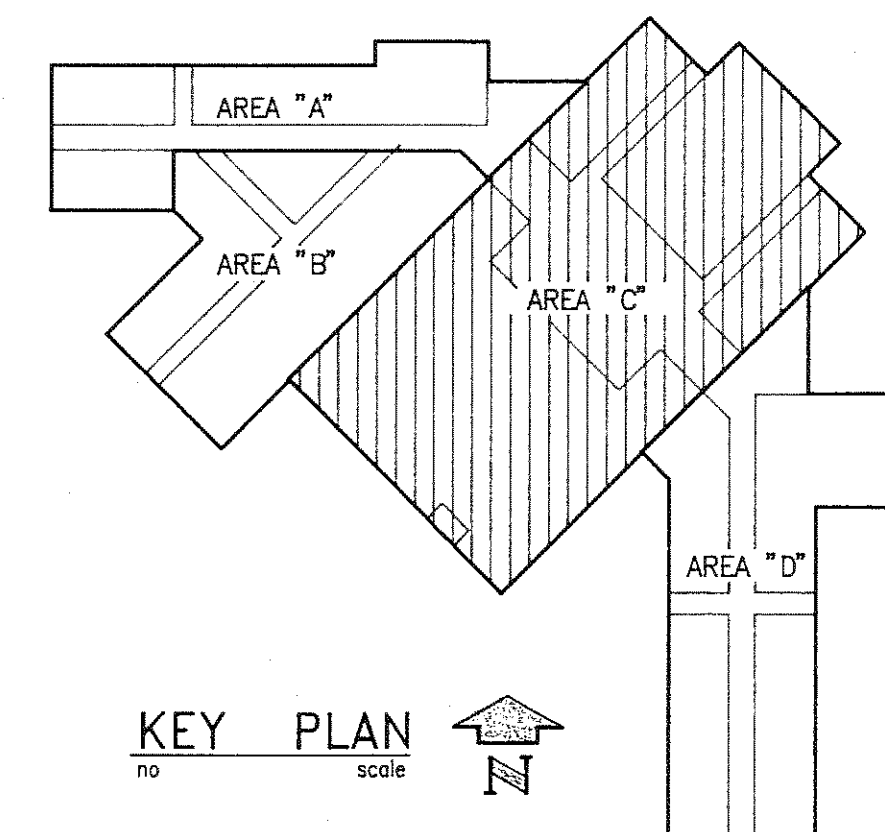 AREA "A"
AREA "B"
AREA "C"
AREA "D"
KEY PLAN
no scale
N